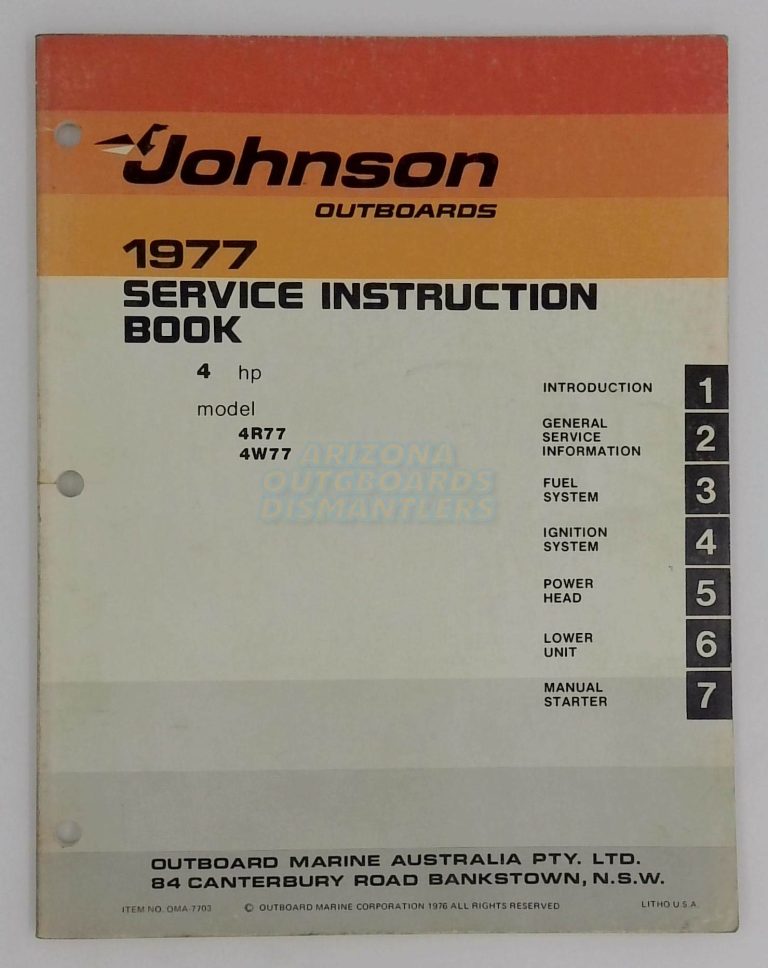 Johnson
OUTBOARDS
1977
SERVICE INSTRUCTION
BOOK
4 hp
model
4R77
4W77
ARIZONA
OUTGBOARDS
DISMANTLERS
INTRODUCTION 1
GENERAL
SERVICE
INFORMATION 2
FUEL
SYSTEM 3
IGNITION
SYSTEM 4
POWER
HEAD 5
LOWER
UNIT 6
MANUAL
STARTER 7
OUTBOARD MARINE AUSTRALIA PTY. LTD.
84 CANTERBURY ROAD BANKSTOWN, N.S.W.
ITEM NO. OMA-7703 © OUTBOARD MARINE CORPORATION 1976 ALL RIGHTS RESERVED LITHO U.S.A.